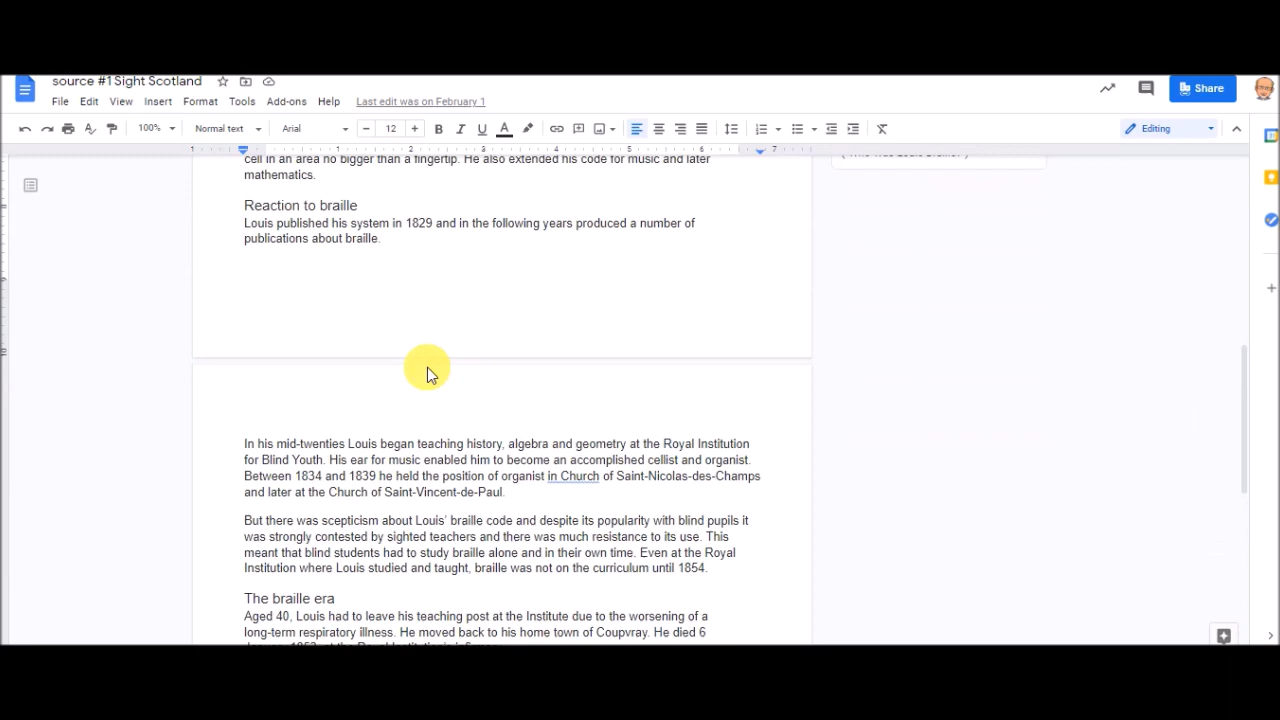 source #1 Sight Scotland
File Edit View Insert Format Tools Add-ons Help Last edit was on February 1
Share
100% Normal text Arial 12 Editing
1 1 2 3 4 5 6 7
cell in an area no bigger than a fingertip. He also extended his code for music and later
mathematics.
Reaction to braille
Louis published his system in 1829 and in the following years produced a number of
publications about braille.
In his mid-twenties Louis began teaching history, algebra and geometry at the Royal Institution
for Blind Youth. His ear for music enabled him to become an accomplished cellist and organist.
Between 1834 and 1839 he held the position of organist in Church of Saint-Nicolas-des-Champs
and later at the Church of Saint-Vincent-de-Paul.
But there was scepticism about Louis' braille code and despite its popularity with blind pupils it
was strongly contested by sighted teachers and there was much resistance to its use. This
meant that blind students had to study braille alone and in their own time. Even at the Royal
Institution where Louis studied and taught, braille was not on the curriculum until 1854.
The braille era
Aged 40, Louis had to leave his teaching post at the Institute due to the worsening of a
long-term respiratory illness. He moved back to his home town of Coupvray. He died 6